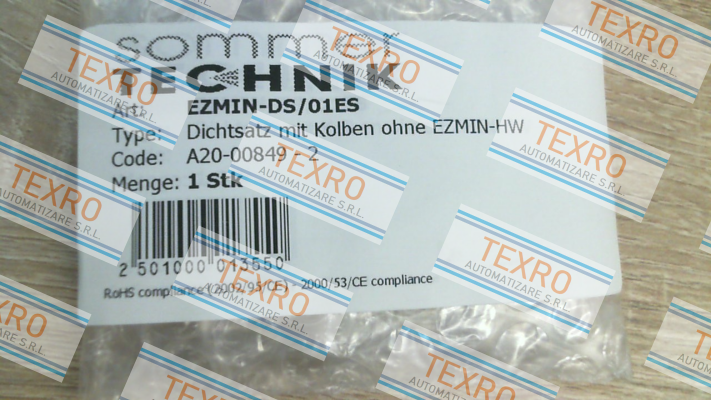 sommer
TECHNIK
Art: EZMIN-DS/01ES
Type: Dichtsatz mit Kolben ohne EZMIN-HW
Code: A20-00849 - 2
Menge: 1 Stk
2 501000 013550
RoHS compliance (2002/95/CE) - 2000/53/CE compliance
TEXRO
AUTOMATIZARE S.R.L.